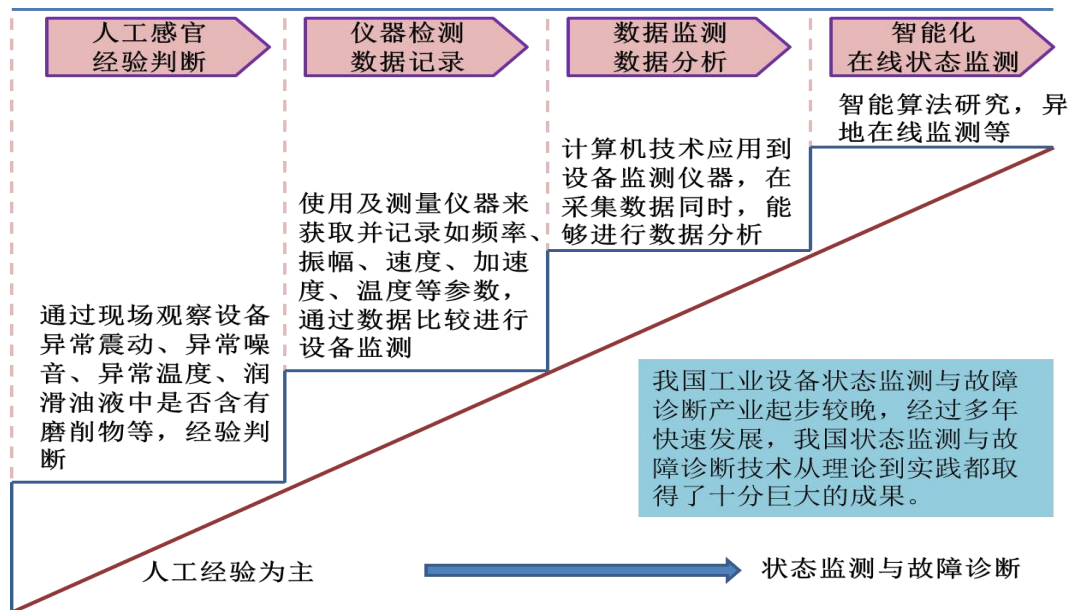 人工感官
经验判断
仪器检测
数据记录
数据监测
数据分析
智能化
在线状态监测
通过现场观察设备
异常震动、异常噪
音、异常温度、润
滑油液中是否含有
磨削物等，经验判
断
使用及测量仪器来
获取并记录如频率、
振幅、速度、加速
度、温度等参数，
通过数据比较进行
设备监测
计算机技术应用到
设备监测仪器，在
采集数据同时，能
够进行数据分析
智能算法研究，异
地在线监测等
我国工业设备状态监测与故障
诊断产业起步较晚，经过多年
快速发展，我国状态监测与故
障诊断技术从理论到实践都取
得了十分巨大的成果。
人工经验为主
状态监测与故障诊断